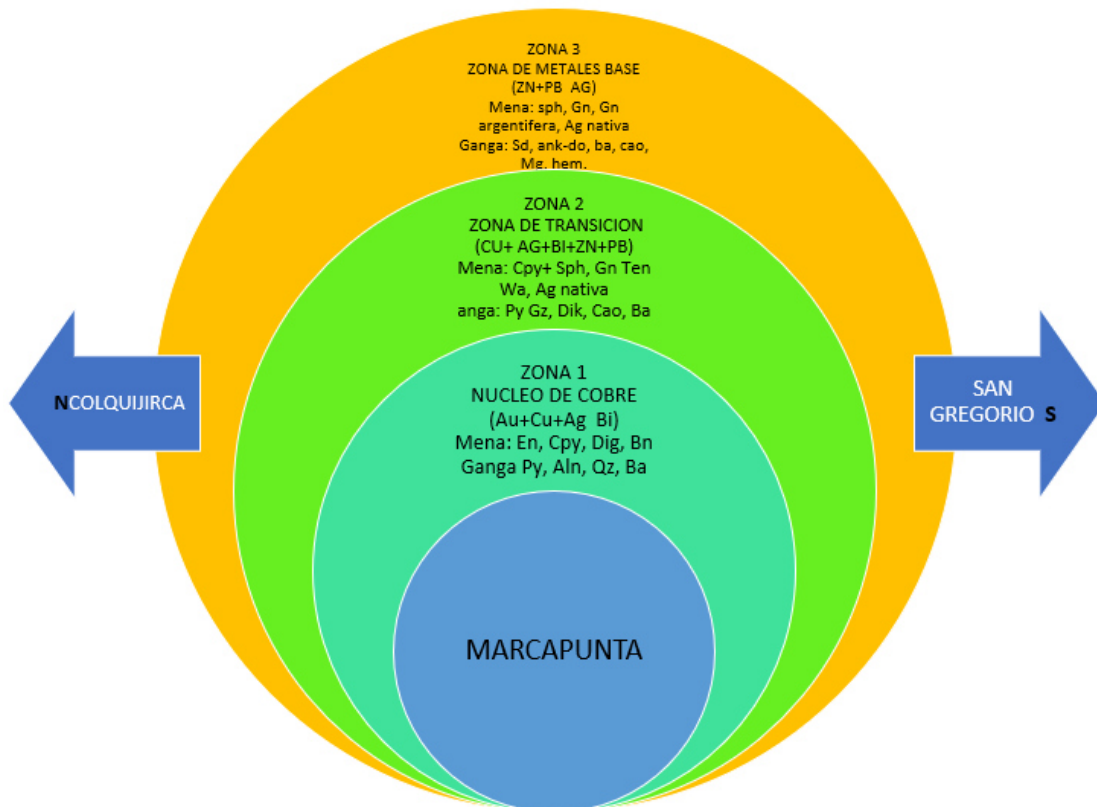 ZONA 3
ZONA DE METALES BASE
(ZN+PB AG)
Mena: sph, Gn, Gn
argentifera, Ag nativa
Ganga: Sd, ank-do, ba, cao,
Mg, hem.
ZONA 2
ZONA DE TRANSICION
(CU+ AG+BI+ZN+PB)
Mena: Cpy+ Sph, Gn Ten
Wa, Ag nativa
anga: Py Gz, Dik, Cao, Ba
ZONA 1
NUCLEO DE COBRE
(Au+Cu+Ag Bi)
Mena: En, Cpy, Dig, Bn
Ganga Py, Aln, Qz, Ba
NCOLQUIJIRCA
SAN
GREGORIO S
MARCAPUNTA